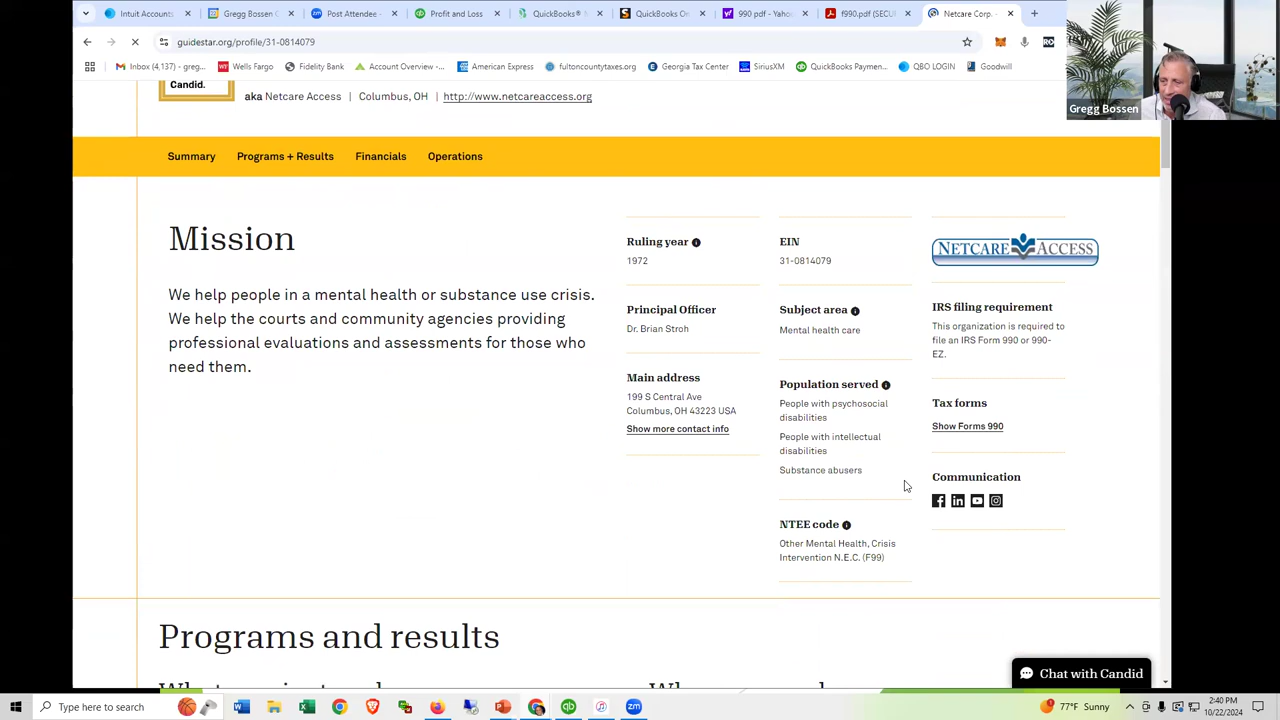 Intuit Accounts
Gregg Bossen C
Post Attendee
Profit and Loss
QuickBooks®
QuickBooks On
990 pdf - Yahoo
f990.pdf (SECU
Netcare Corp. -
guidestar.org/profile/31-0814079
Inbox (4,137) - greg...
Wells Fargo
Fidelity Bank
Account Overview -...
American Express
fultoncountytaxes.org
Georgia Tax Center
SiriusXM
QuickBooks Paymen...
QBO LOGIN
Goodwill
Gregg Bossen
Candid.
aka Netcare Access | Columbus, OH | http://www.netcareaccess.org
Summary
Programs + Results
Financials
Operations
Mission
We help people in a mental health or substance use crisis.
We help the courts and community agencies providing
professional evaluations and assessments for those who
need them.
Ruling year
1972
Principal Officer
Dr. Brian Stroh
Main address
199 S Central Ave
Columbus, OH 43223 USA
Show more contact info
EIN
31-0814079
Subject area
Mental health care
Population served
People with psychosocial
disabilities
People with intellectual
disabilities
Substance abusers
NTEE code
Other Mental Health, Crisis
Intervention N.E.C. (F99)
NETCARE ACCESS
IRS filing requirement
This organization is required to
file an IRS Form 990 or 990-
EZ.
Tax forms
Show Forms 990
Communication
Programs and results
Chat with Candid
Type here to search
77°F Sunny
2:40 PM
10/22/2024